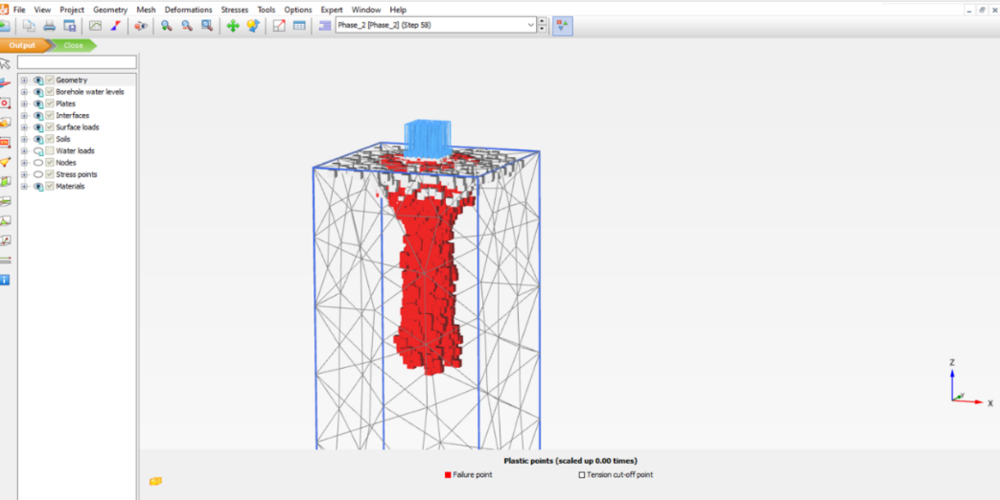 File View Project Geometry Mesh Deformations Stresses Tools Options Expert Window Help
Phase_2 [Phase_2] (Step 58)
Output Close
Geometry
Borehole water levels
Plates
Interfaces
Surface loads
Soils
Water loads
Nodes
Stress points
Materials
Z
Y
X
Plastic points (scaled up 0.00 times)
Failure point Tension cut-off point